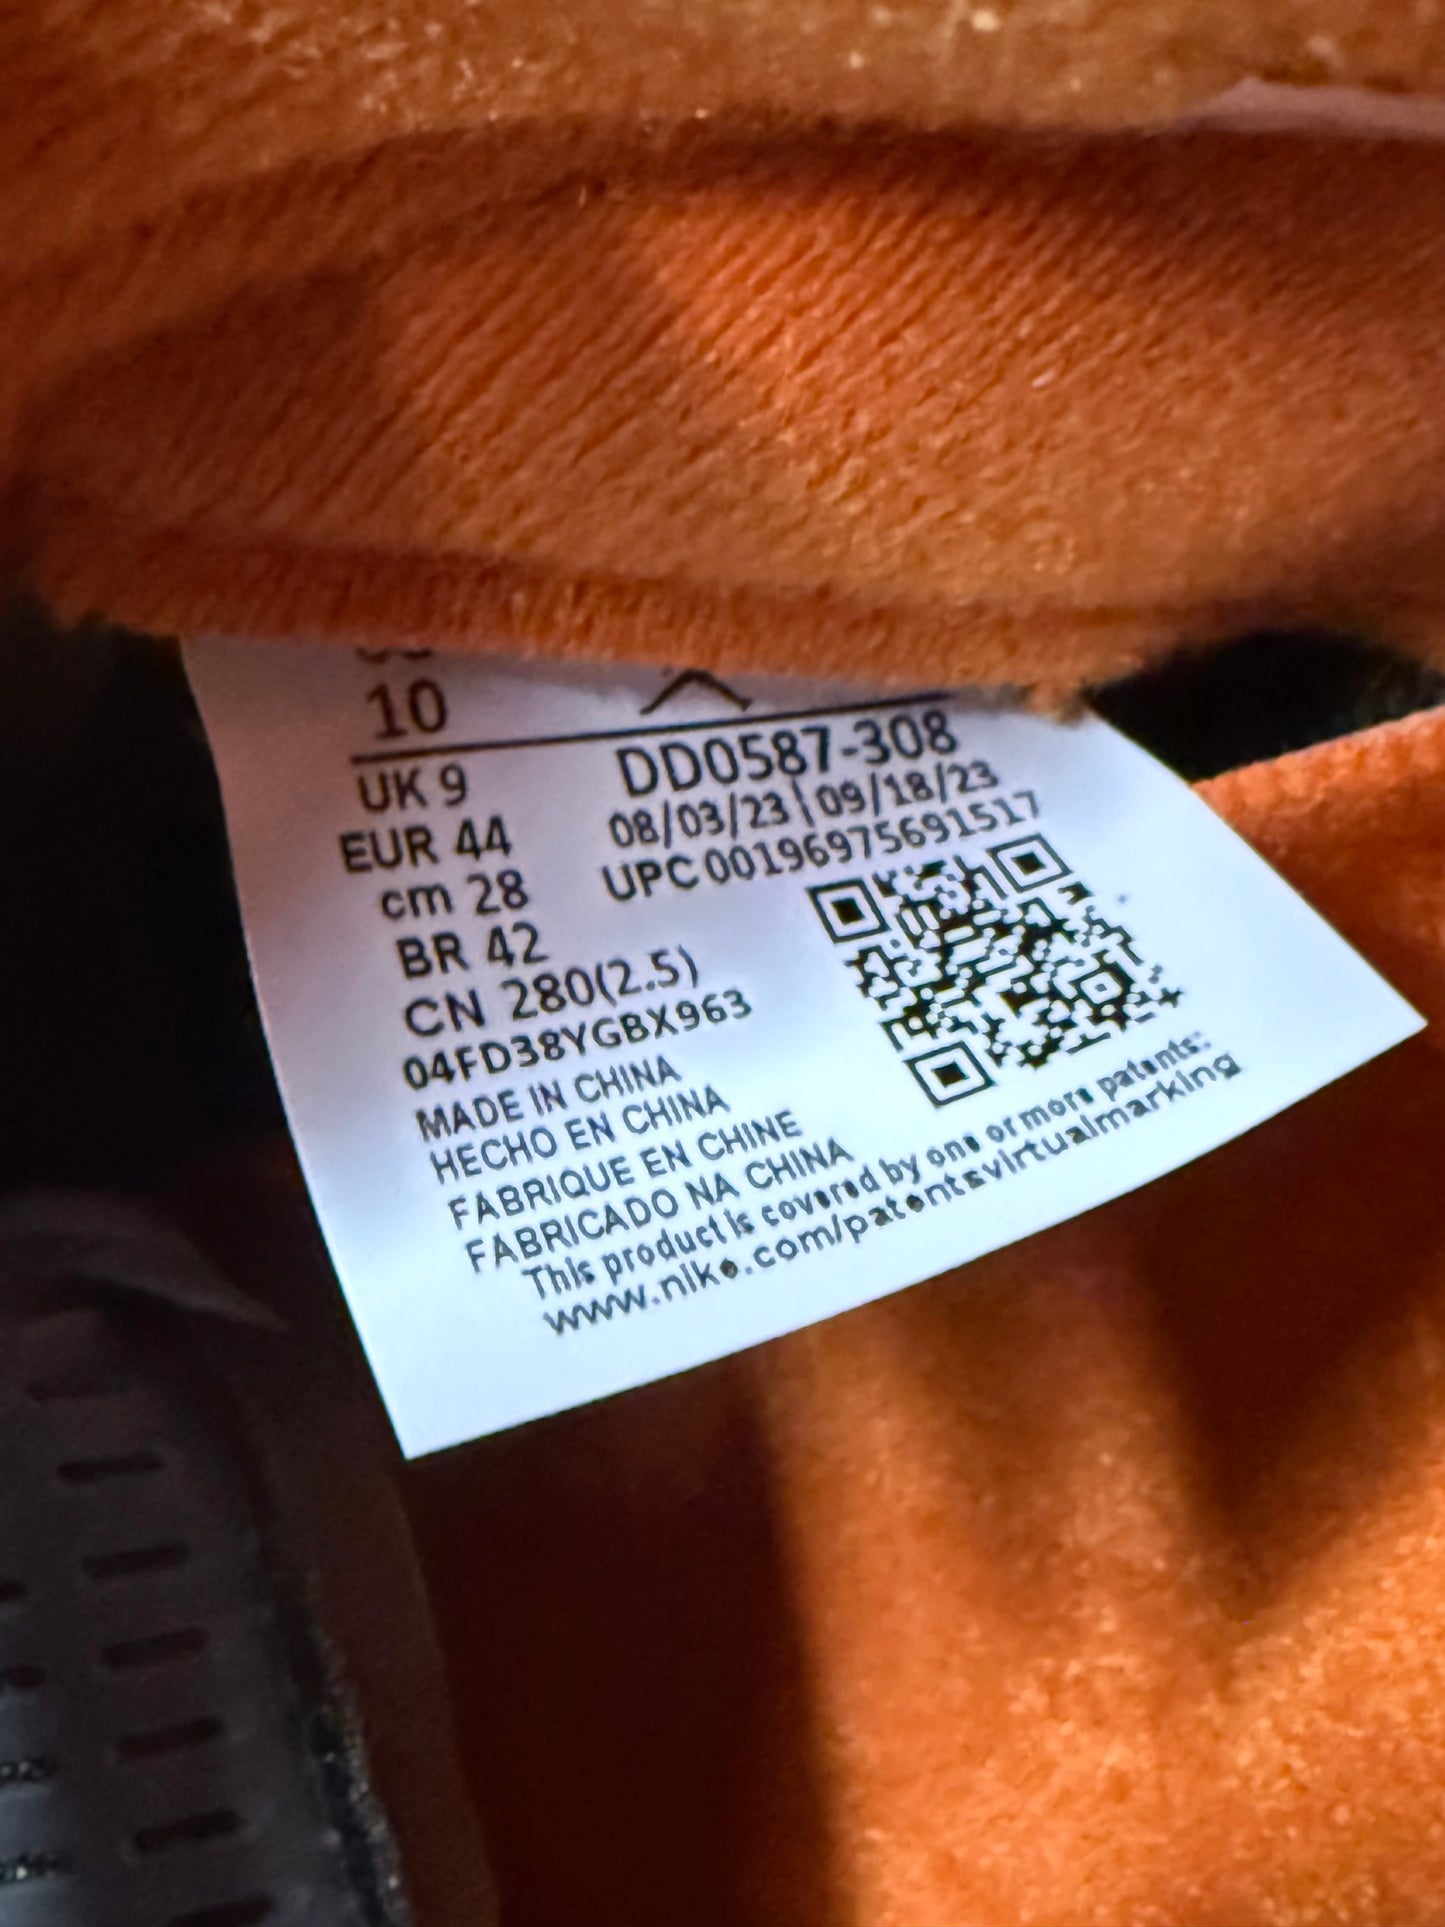 10
UK 9
EUR 44
cm 28
BR 42
CN 280(2.5)
04FD38YGBX963
DD0587-308
08/03/23|09/18/23
UPC 00196975691517
MADE IN CHINA
HECHO EN CHINA
FABRIQUE EN CHINE
FABRICADO NA CHINA
This product is covered by one or more patents:
www.nike.com/patentsvirtualmarking